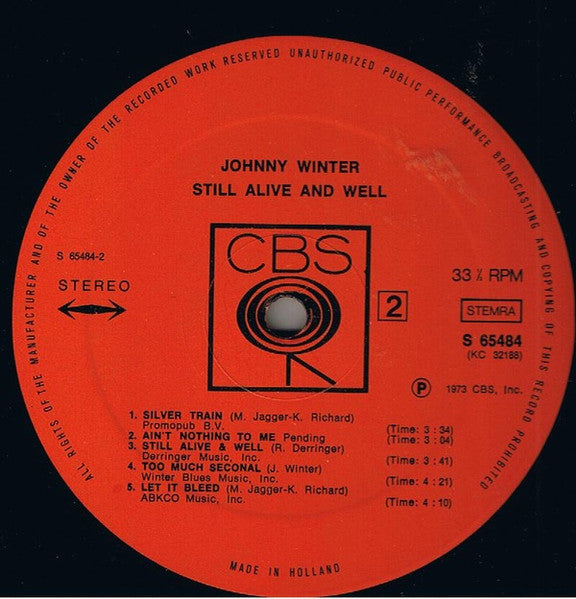 ALL RIGHTS OF THE MANUFACTURER AND OF THE OWNER OF THE RECORDED WORK RESERVED UNAUTHORIZED PUBLIC PERFORMANCE BROADCASTING AND COPYING OF THIS RECORD PROHIBITED
JOHNNY WINTER
STILL ALIVE AND WELL
CBS
S 65484-2
STEREO
2
33 ⅓ RPM
STEMRA
S 65484
(KC 32188)
Ⓟ 1973 CBS, Inc.
1. SILVER TRAIN (M. Jagger-K. Richard)
Promopub B.V. (Time: 3 : 34)
2. AIN'T NOTHING TO ME Pending (Time: 3 : 04)
3. STILL ALIVE & WELL (R. Derringer)
Derringer Music, Inc. (Time: 3 : 41)
4. TOO MUCH SECONAL (J. Winter)
Winter Blues Music, Inc. (Time: 4 : 21)
5. LET IT BLEED (M. Jagger-K. Richard)
ABKCO Music, Inc. (Time: 4 : 10)
MADE IN HOLLAND